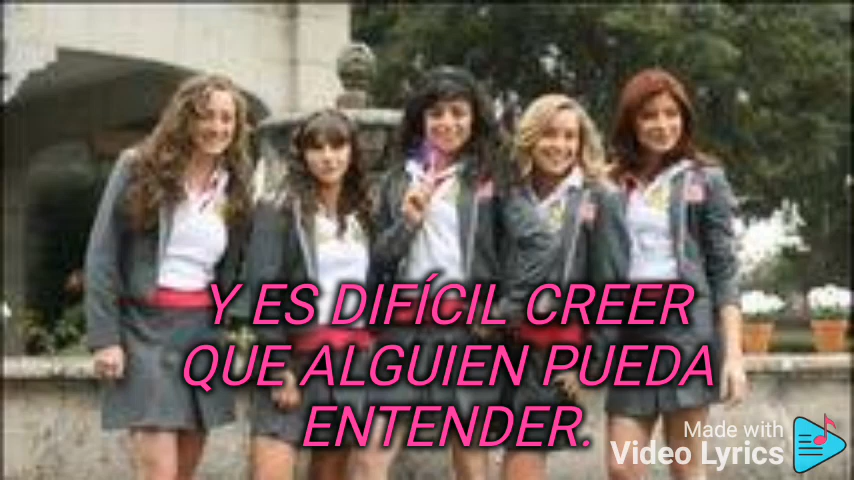 Y ES DIFÍCIL CREER
QUE ALGUIEN PUEDA
ENTENDER.
Made with
Video Lyrics